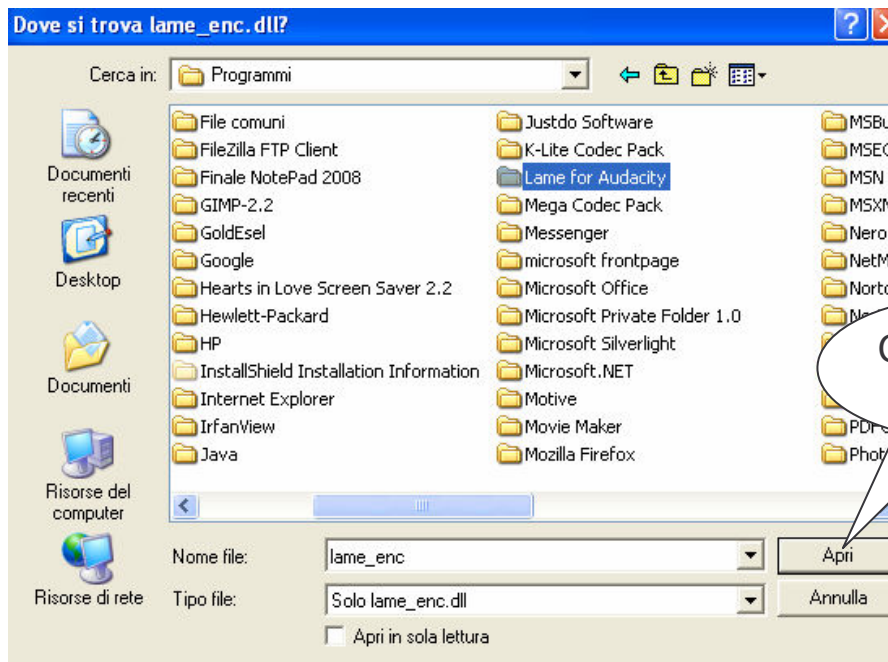 Dove si trova lame_enc.dll?
Cerca in:
Programmi
Documenti
recenti
Desktop
Documenti
Risorse del
computer
Risorse di rete
File comuni
FileZilla FTP Client
Finale NotePad 2008
GIMP-2.2
GoldEsel
Google
Hearts in Love Screen Saver 2.2
Hewlett-Packard
HP
InstallShield Installation Information
Internet Explorer
IrfanView
Java
Justdo Software
K-Lite Codec Pack
Lame for Audacity
Mega Codec Pack
Messenger
microsoft frontpage
Microsoft Office
Microsoft Private Folder 1.0
Microsoft Silverlight
Microsoft.NET
Motive
Movie Maker
Mozilla Firefox
MSN
Nero
Nome file:
lame_enc
Apri
Tipo file:
Solo lame_enc.dll
Annulla
Apri in sola lettura